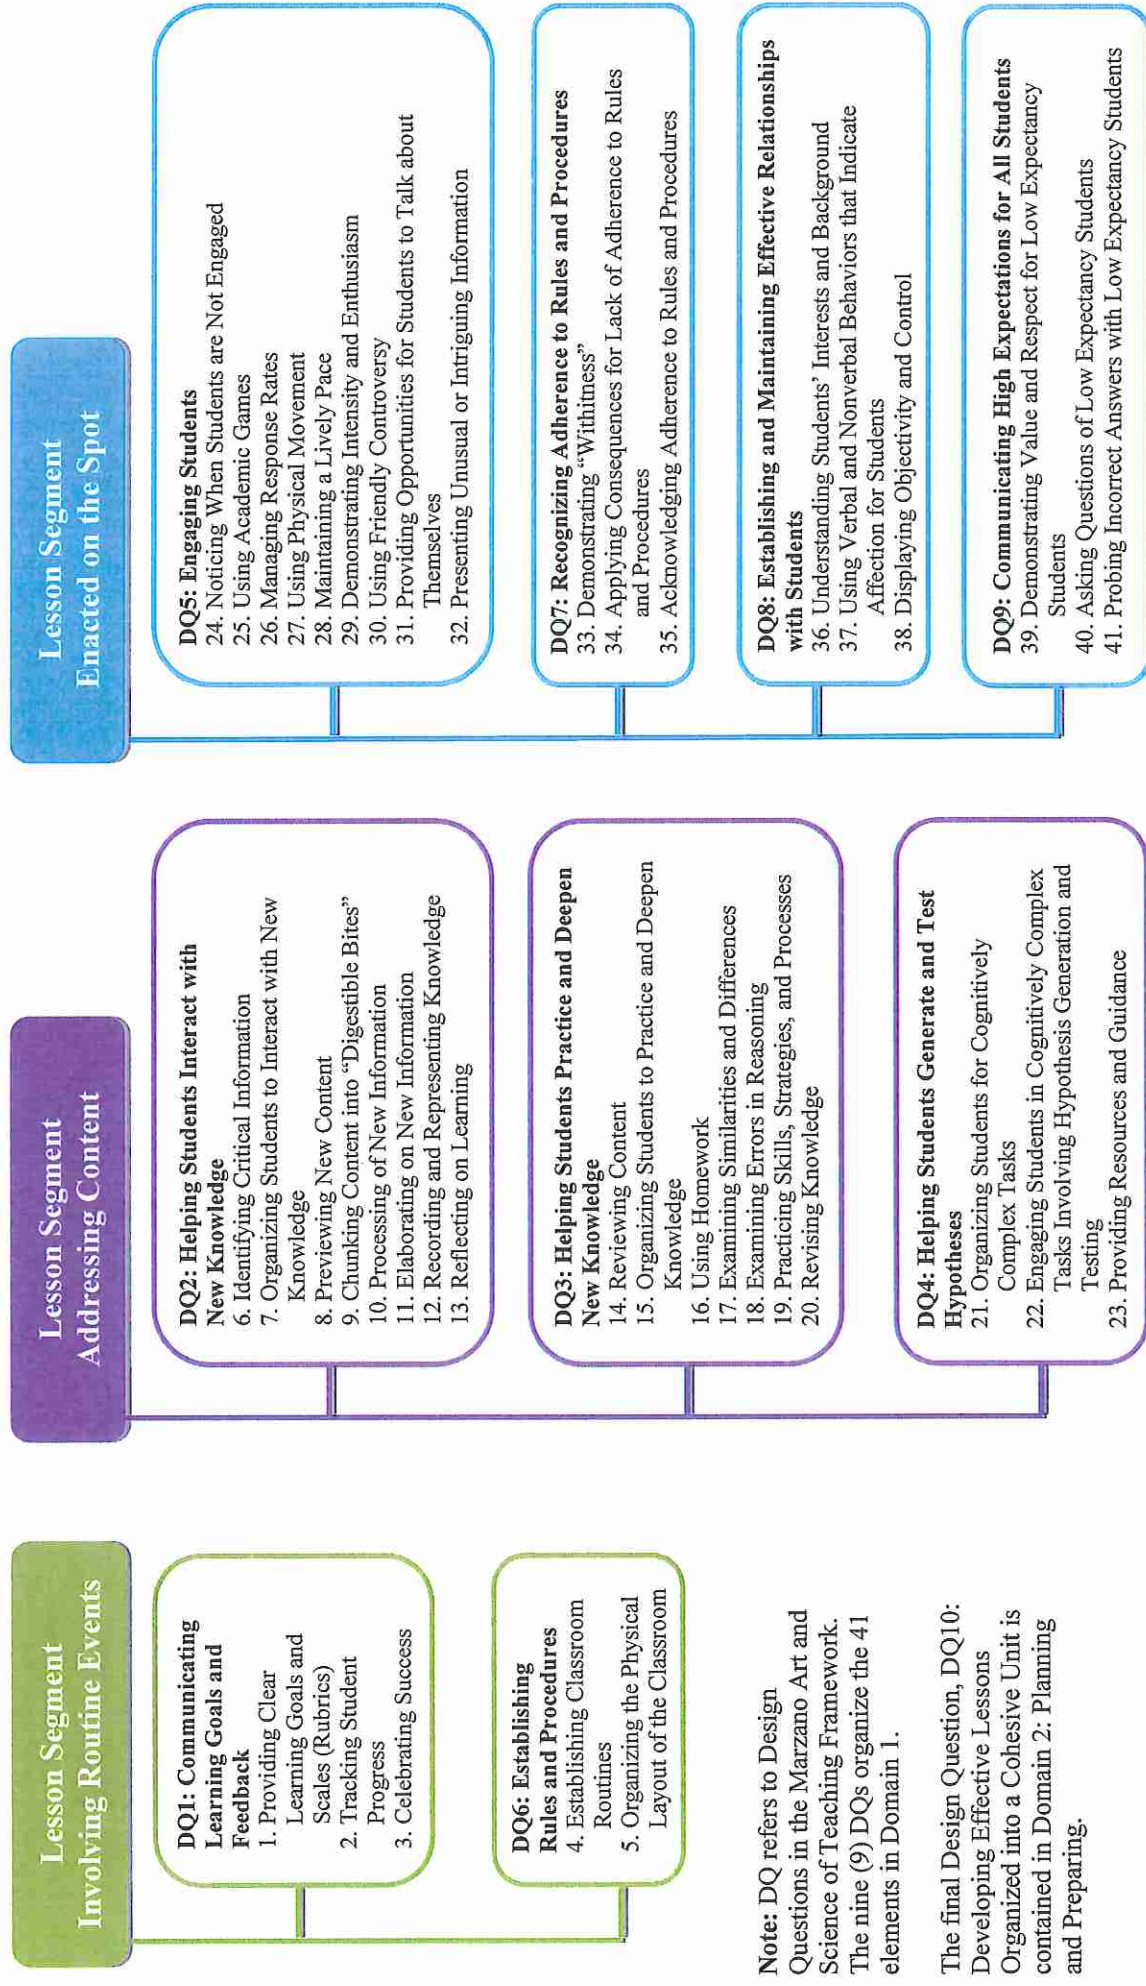 Lesson Segment
Involving Routine Events
DQ1: Communicating
Learning Goals and
Feedback
1. Providing Clear
Learning Goals and
Scales (Rubrics)
2. Tracking Student
Progress
3. Celebrating Success
DQ6: Establishing
Rules and Procedures
4. Establishing Classroom
Routines
5. Organizing the Physical
Layout of the Classroom
Note: DQ refers to Design
Questions in the Marzano Art and
Science of Teaching Framework.
The nine (9) DQs organize the 41
elements in Domain 1.
The final Design Question, DQ10:
Developing Effective Lessons
Organized into a Cohesive Unit is
contained in Domain 2: Planning
and Preparing.
Lesson Segment
Addressing Content
DQ2: Helping Students Interact with
New Knowledge
6. Identifying Critical Information
7. Organizing Students to Interact with New
Knowledge
8. Previewing New Content
9. Chunking Content into “Digestible Bites”
10. Processing of New Information
11. Elaborating on New Information
12. Recording and Representing Knowledge
13. Reflecting on Learning
DQ3: Helping Students Practice and Deepen
New Knowledge
14. Reviewing Content
15. Organizing Students to Practice and Deepen
Knowledge
16. Using Homework
17. Examining Similarities and Differences
18. Examining Errors in Reasoning
19. Practicing Skills, Strategies, and Processes
20. Revising Knowledge
DQ4: Helping Students Generate and Test
Hypotheses
21. Organizing Students for Cognitively
Complex Tasks
22. Engaging Students in Cognitively Complex
Tasks Involving Hypothesis Generation and
Testing
23. Providing Resources and Guidance
Lesson Segment
Enacted on the Spot
DQ5: Engaging Students
24. Noticing When Students are Not Engaged
25. Using Academic Games
26. Managing Response Rates
27. Using Physical Movement
28. Maintaining a Lively Pace
29. Demonstrating Intensity and Enthusiasm
30. Using Friendly Controversy
31. Providing Opportunities for Students to Talk about
Themselves
32. Presenting Unusual or Intriguing Information
DQ7: Recognizing Adherence to Rules and Procedures
33. Demonstrating “Withitness”
34. Applying Consequences for Lack of Adherence to Rules
and Procedures
35. Acknowledging Adherence to Rules and Procedures
DQ8: Establishing and Maintaining Effective Relationships
with Students
36. Understanding Students’ Interests and Background
37. Using Verbal and Nonverbal Behaviors that Indicate
Affection for Students
38. Displaying Objectivity and Control
DQ9: Communicating High Expectations for All Students
39. Demonstrating Value and Respect for Low Expectancy
Students
40. Asking Questions of Low Expectancy Students
41. Probing Incorrect Answers with Low Expectancy Students